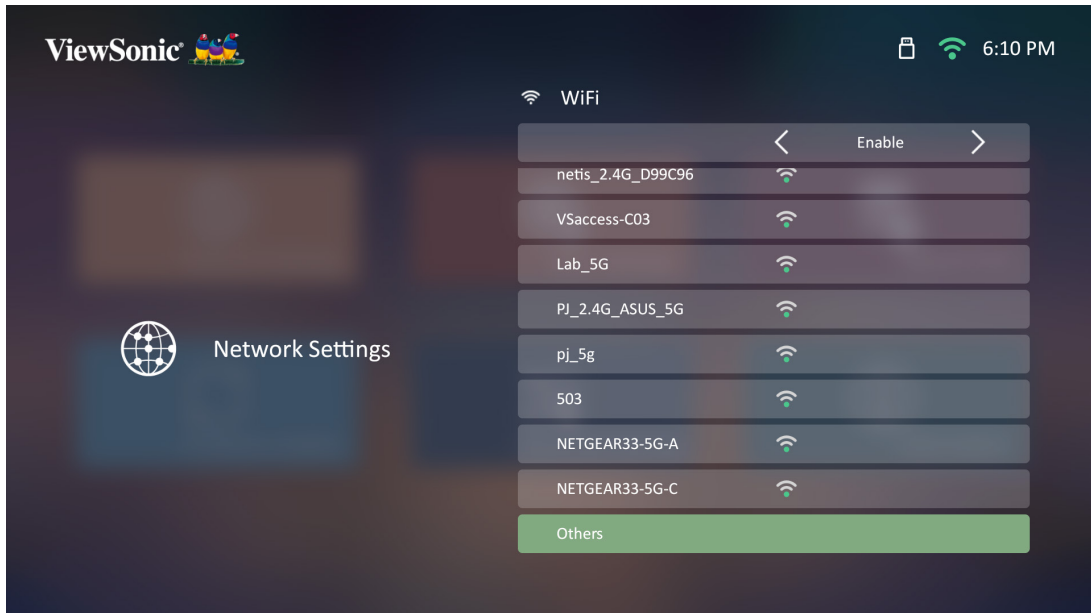 ViewSonic®
6:10 PM
WiFi
Enable
netis_2.4G_D99C96
VSaccess-C03
Lab_5G
PJ_2.4G_ASUS_5G
pj_5g
503
NETGEAR33-5G-A
NETGEAR33-5G-C
Others
Network Settings